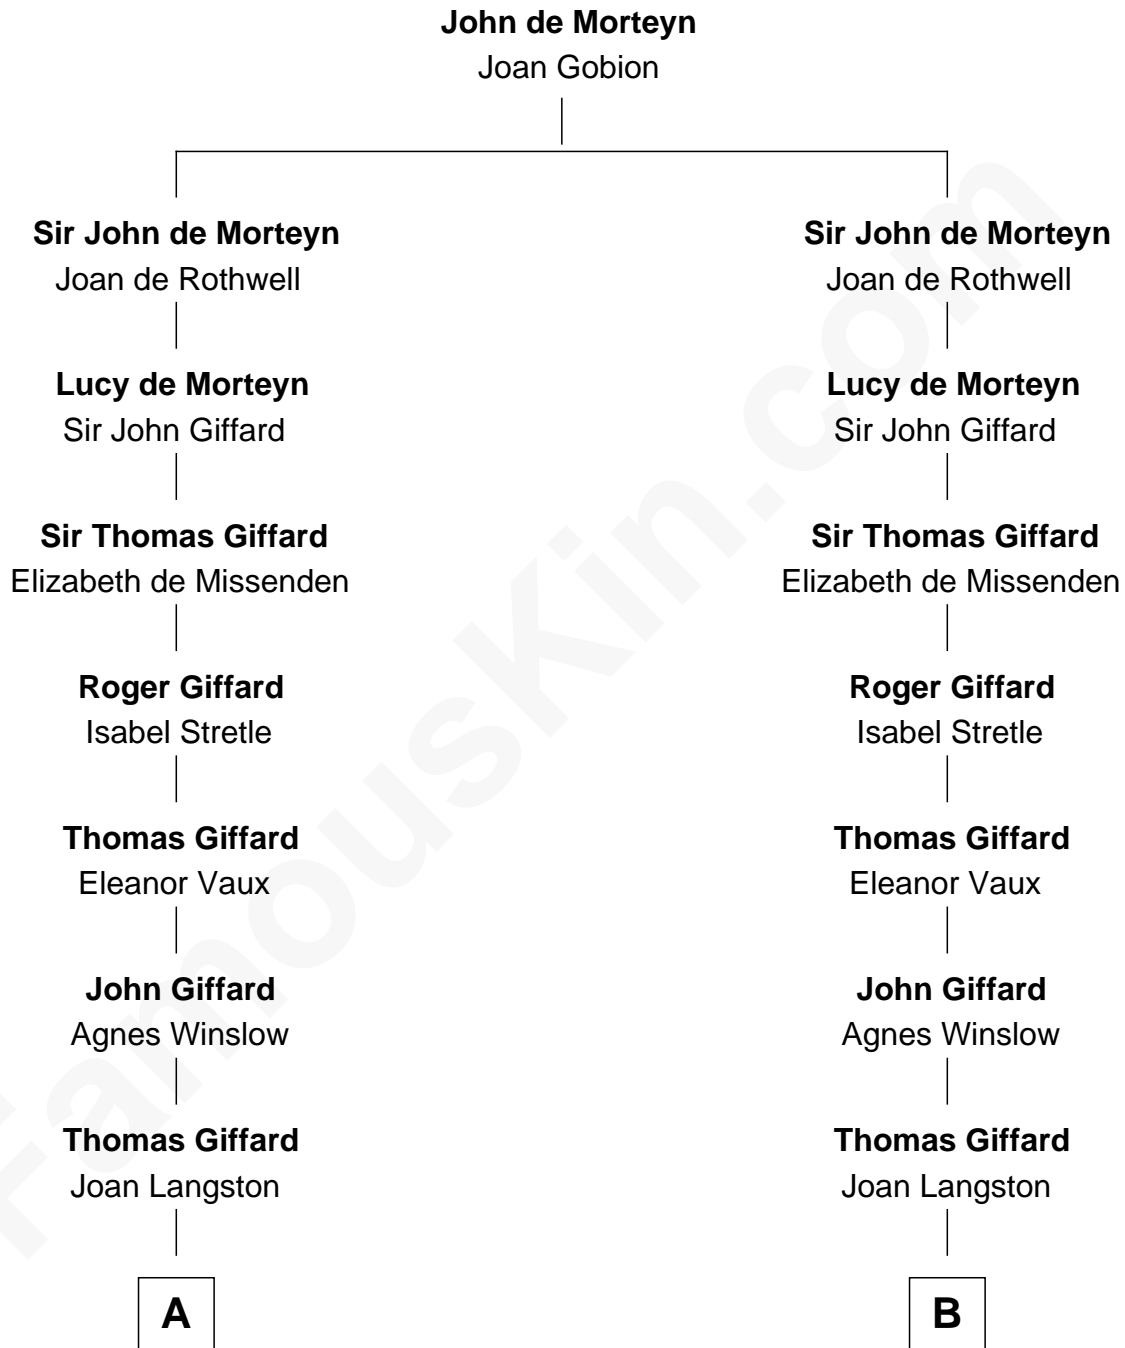 John de Morteyn
Joan Gobion
Sir John de Morteyn
Joan de Rothwell
Lucy de Morteyn
Sir John Giffard
Sir Thomas Giffard
Elizabeth de Missenden
Roger Giffard
Isabel Stretle
Thomas Giffard
Eleanor Vaux
John Giffard
Agnes Winslow
Thomas Giffard
Joan Langston
A
Sir John de Morteyn
Joan de Rothwell
Lucy de Morteyn
Sir John Giffard
Sir Thomas Giffard
Elizabeth de Missenden
Roger Giffard
Isabel Stretle
Thomas Giffard
Eleanor Vaux
John Giffard
Agnes Winslow
Thomas Giffard
Joan Langston
B
FamousKin.com